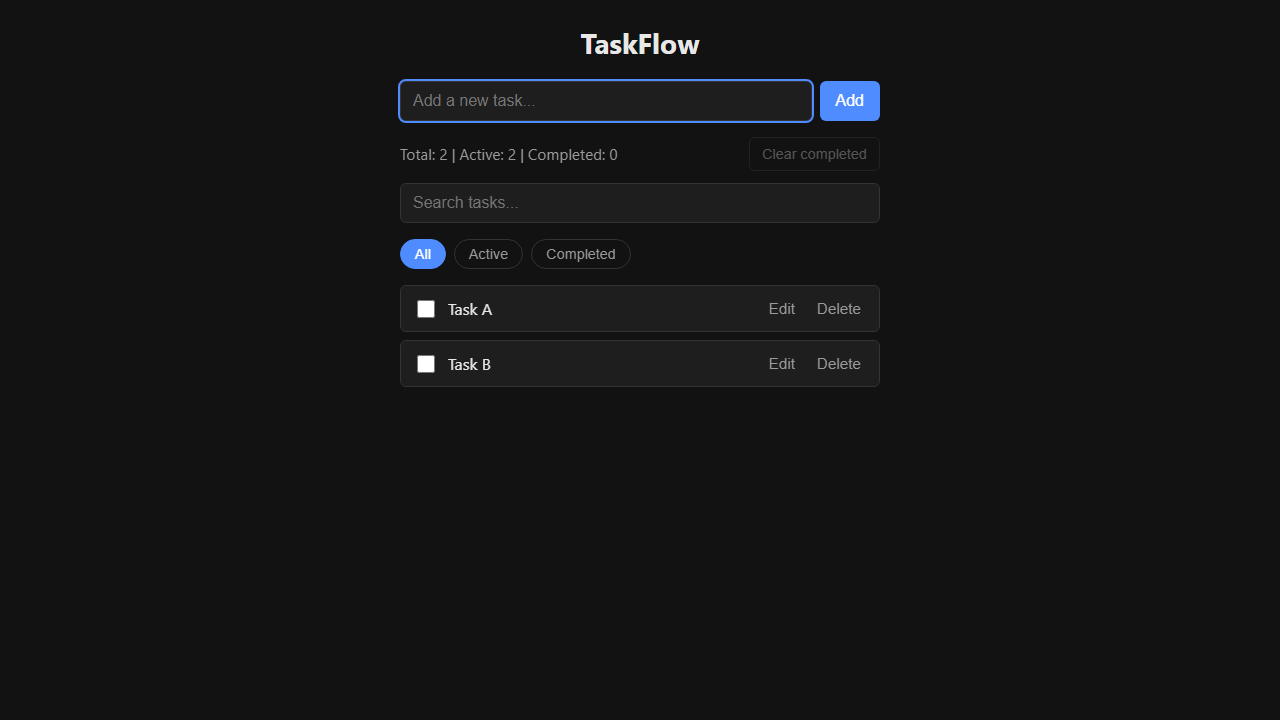 TaskFlow
Add a new task...
Add
Total: 2 | Active: 2 | Completed: 0
Clear completed
Search tasks...
All
Active
Completed
Task A
Edit
Delete
Task B
Edit
Delete